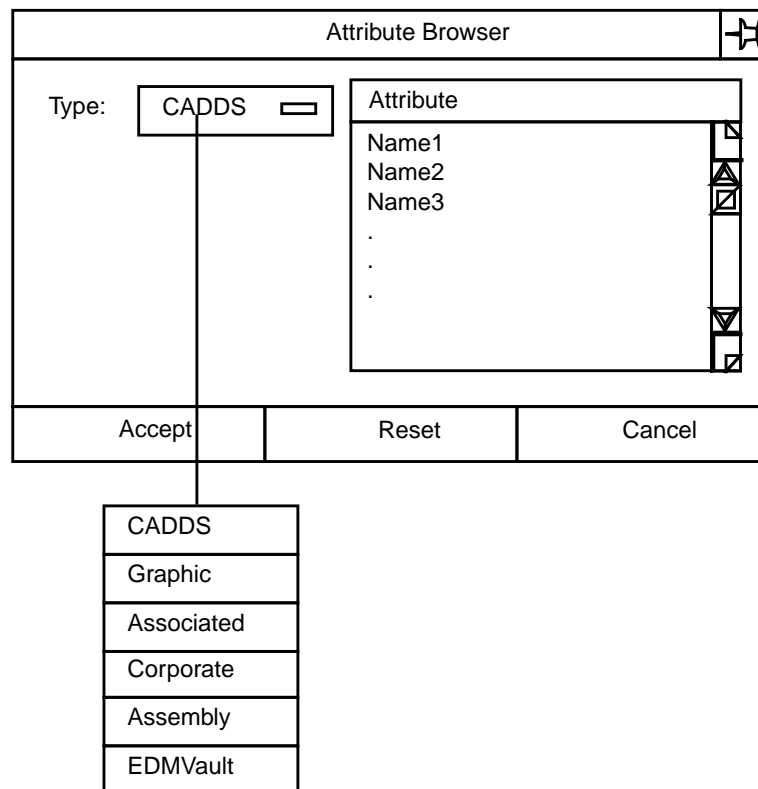 Attribute Browser
Type: CADDS
Attribute
Name1
Name2
Name3
.
.
.
Accept Reset Cancel
CADDS
Graphic
Associated
Corporate
Assembly
EDMVault